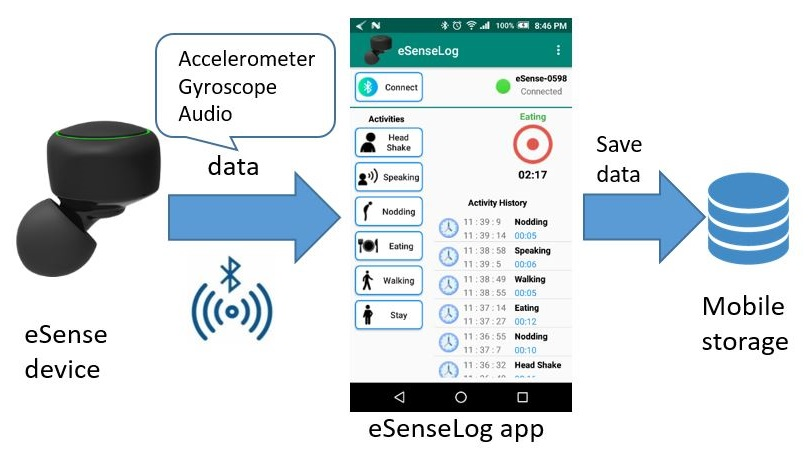 Accelerometer
Gyroscope
Audio
data
eSense
device
100% 8:46 PM
eSenseLog
Connect
eSense-0598
Connected
Activities
Head
Shake
Speaking
Nodding
Eating
Walking
Stay
Eating
02:17
Activity History
11 : 39 : 9 Nodding
11 : 39 : 14 00:05
11 : 38 : 58 Speaking
11 : 39 : 5 00:06
11 : 38 : 49 Walking
11 : 38 : 55 00:05
11 : 37 : 14 Eating
11 : 37 : 27 00:12
11 : 36 : 55 Nodding
11 : 37 : 7 00:10
11 : 36 : 32 Head Shake
eSenseLog app
Save
data
Mobile
storage